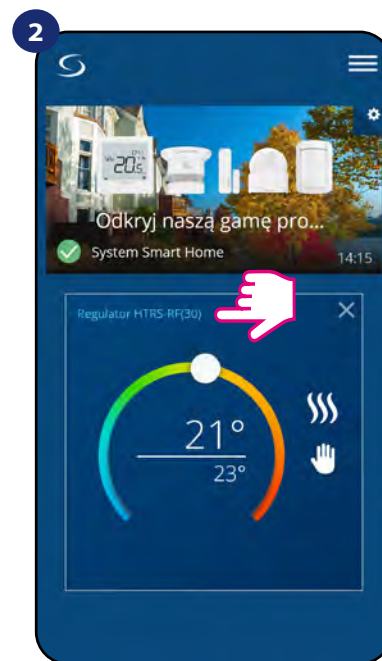 2
Odkryj naszą gamę pro...
System Smart Home
14:15
Regulator HTRS-RF(30)
21°
23°